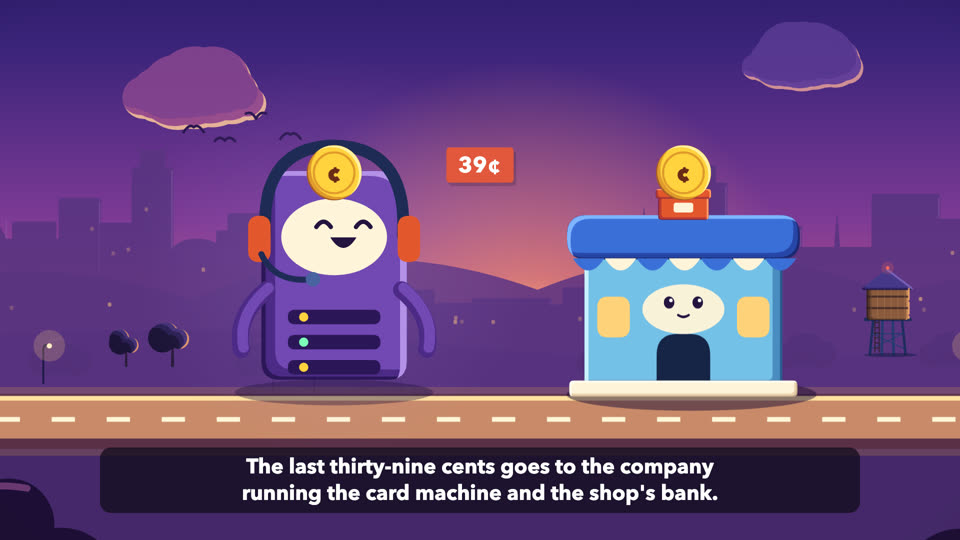 ¢
39¢
¢
The last thirty-nine cents goes to the company
running the card machine and the shop's bank.